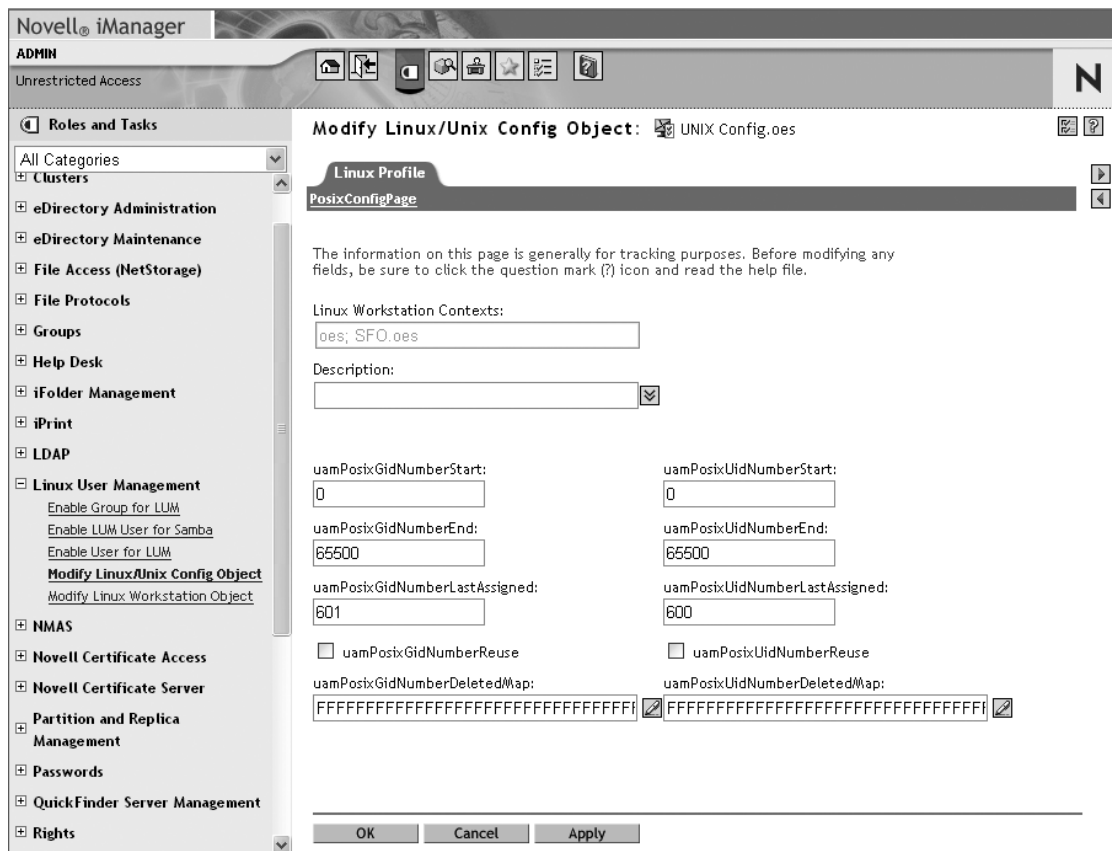 Novell® iManager
ADMIN
Unrestricted Access
N
Roles and Tasks
All Categories
Clusters
eDirectory Administration
eDirectory Maintenance
File Access (NetStorage)
File Protocols
Groups
Help Desk
iFolder Management
iPrint
LDAP
Linux User Management
Enable Group for LUM
Enable LUM User for Samba
Enable User for LUM
Modify Linux/Unix Config Object
Modify Linux Workstation Object
NMAS
Novell Certificate Access
Novell Certificate Server
Partition and Replica
Management
Passwords
QuickFinder Server Management
Rights
Modify Linux/Unix Config Object: UNIX Config.oes
?
Linux Profile
PosixConfigPage
The information on this page is generally for tracking purposes. Before modifying any
fields, be sure to click the question mark (?) icon and read the help file.
Linux Workstation Contexts:
oes; SFO.oes
Description:
uamPosixGidNumberStart: uamPosixUidNumberStart:
0 0
uamPosixGidNumberEnd: uamPosixUidNumberEnd:
65500 65500
uamPosixGidNumberLastAssigned: uamPosixUidNumberLastAssigned:
601 600
uamPosixGidNumberReuse uamPosixUidNumberReuse
uamPosixGidNumberDeletedMap: uamPosixUidNumberDeletedMap:
FFFFFFFFFFFFFFFFFFFFFFFFFFFFFFFFF FFFFFFFFFFFFFFFFFFFFFFFFFFFFFFFFF
OK Cancel Apply